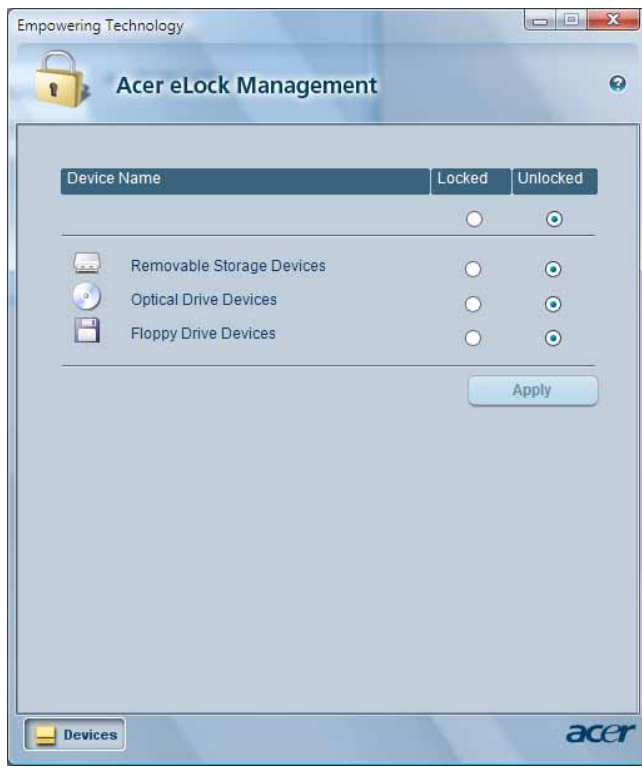 Empowering Technology
Acer eLock Management
Device Name Locked Unlocked
Removable Storage Devices
Optical Drive Devices
Floppy Drive Devices
Apply
Devices
acer